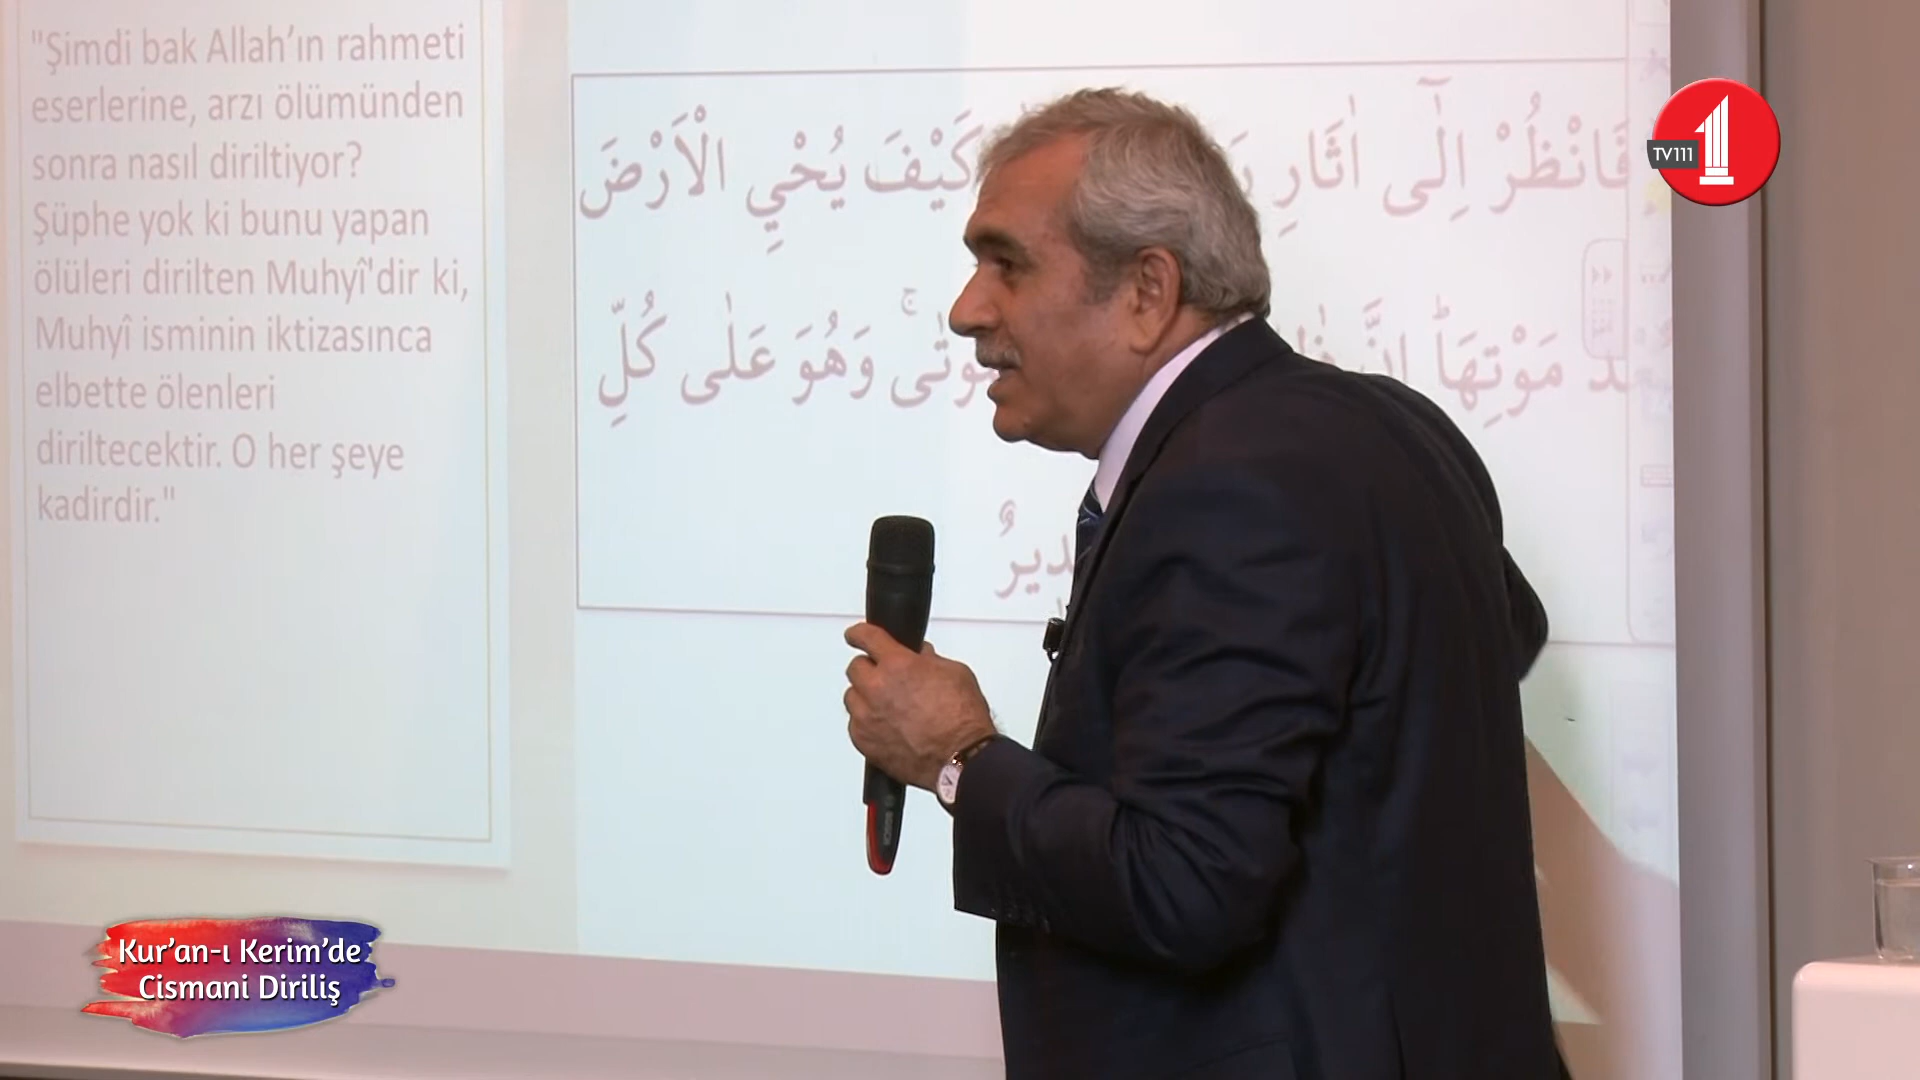 "Şimdi bak Allah’ın rahmeti
eserlerine, arzı ölümünden
sonra nasıl diriltiyor?
Şüphe yok ki bunu yapan
ölüleri dirilten Muhyî'dir ki,
Muhyî isminin iktizasınca
elbette ölenleri
diriltecektir. O her şeye
kadirdir."
فَانْظُرْ اِلٰٓى اٰثَارِ كَيْفَ يُحْيِ الْاَرْضَ
مَوْتِهَاۜ اِنَّ وَهُوَ عَلٰى كُلِّ
TV111
1
Kur’an-ı Kerim’de
Cismani Diriliş